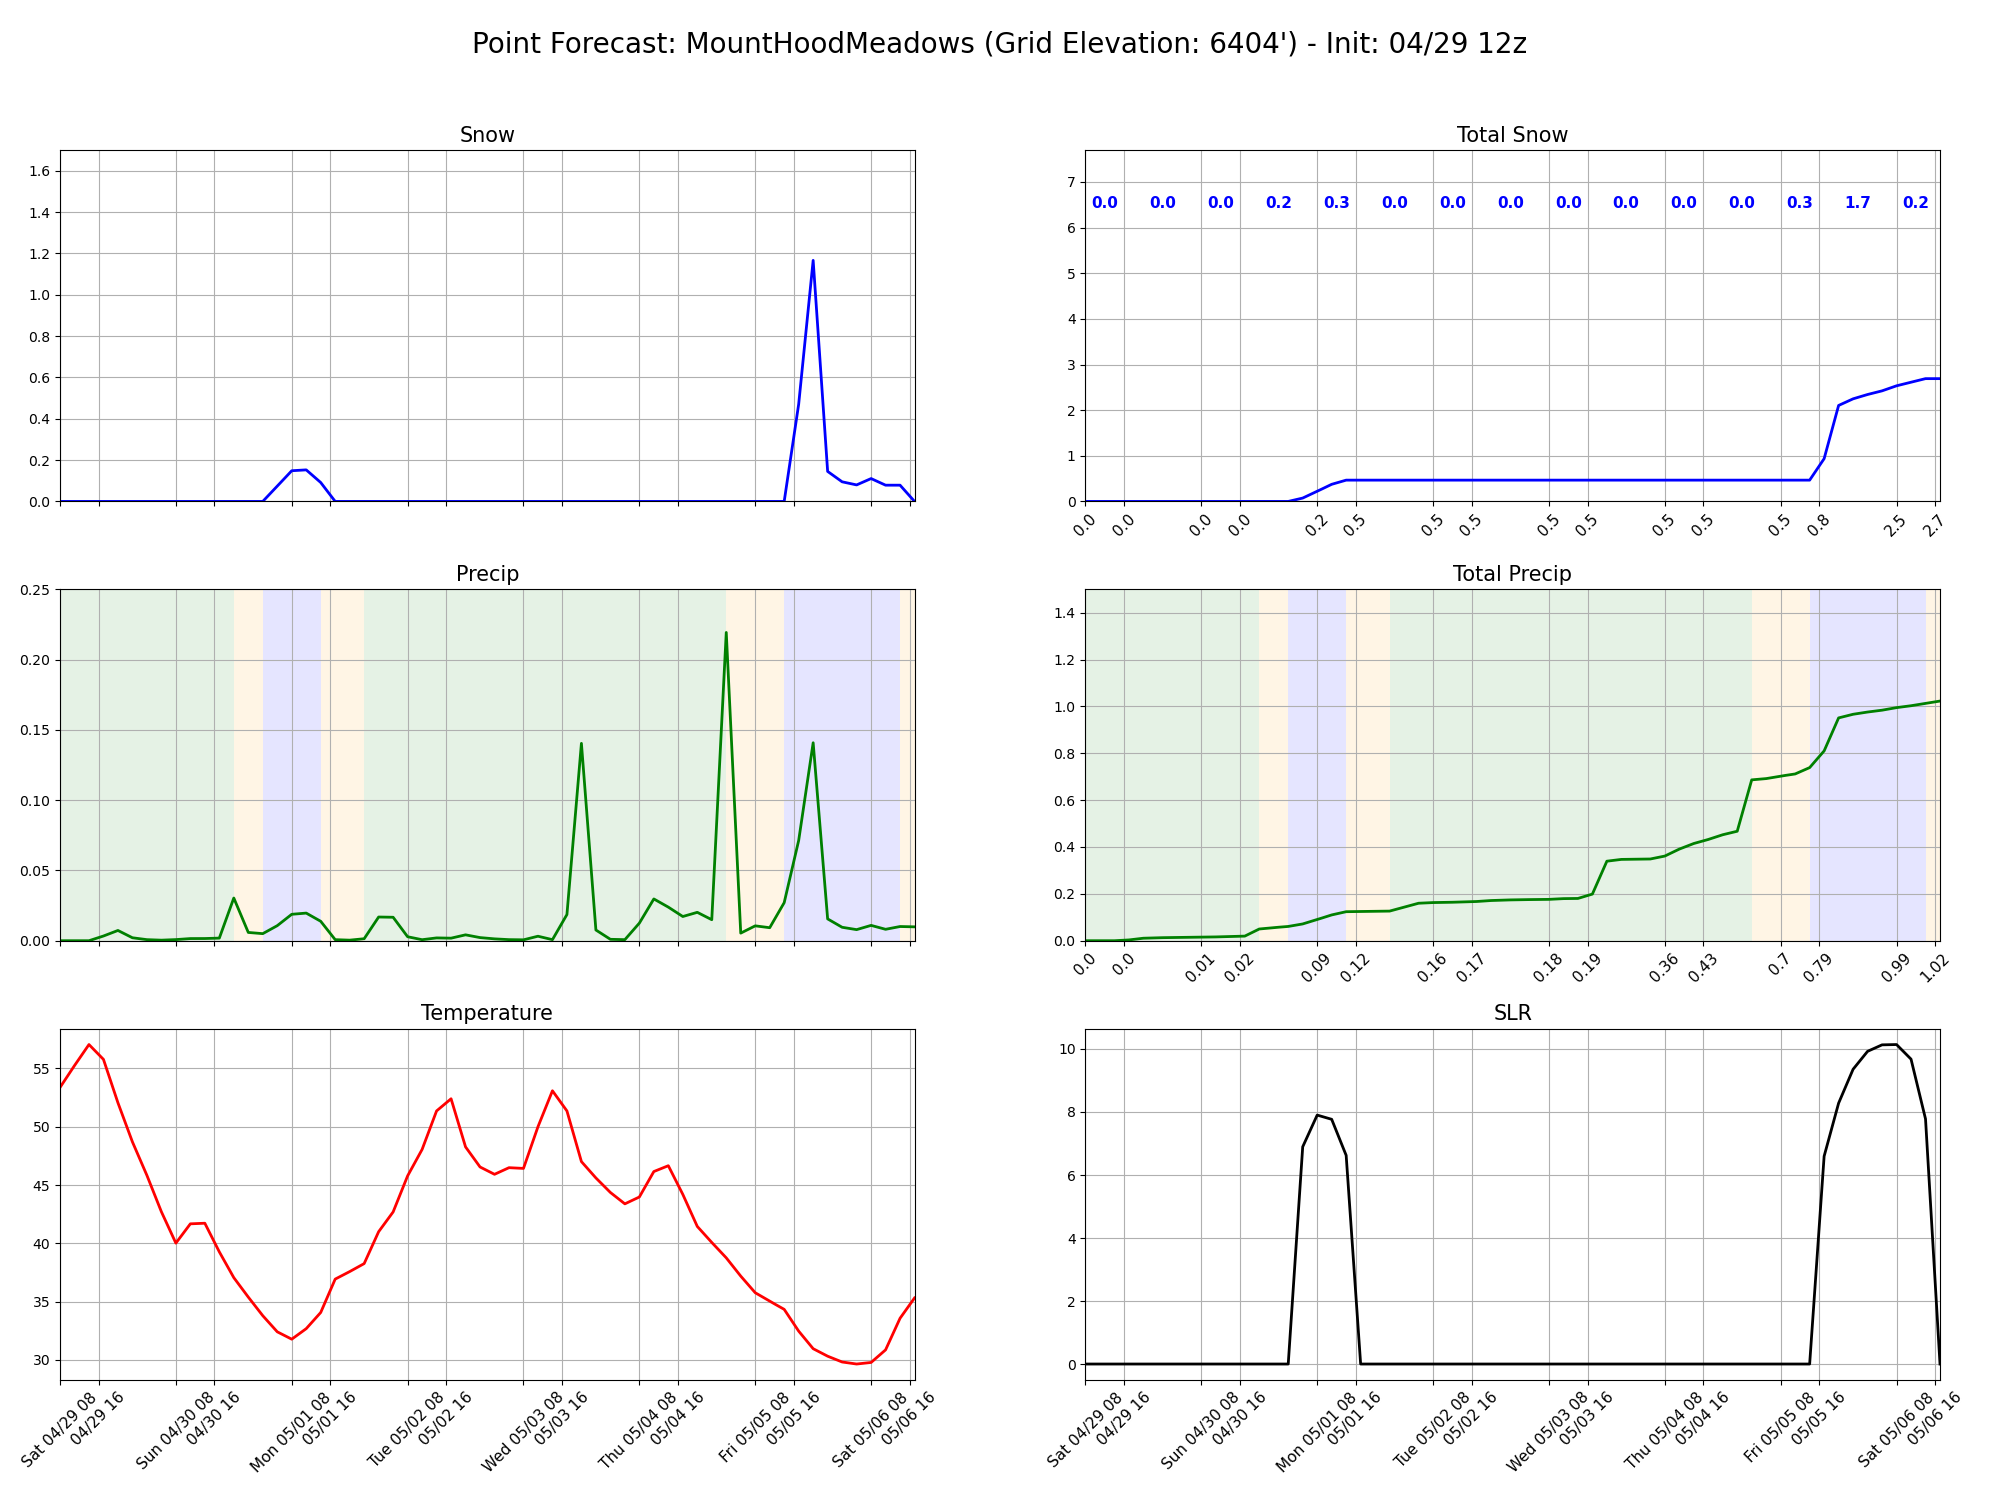 Point Forecast: MountHoodMeadows (Grid Elevation: 6404') - Init: 04/29 12z
Snow
1.6
1.4
1.2
1.0
0.8
0.6
0.4
0.2
0.0
Total Snow
7
6
5
4
3
2
1
0
0.0 0.0 0.0 0.2 0.3 0.0 0.0 0.0 0.0 0.0 0.0 0.0 0.3 1.7 0.2
0.0 0.0 0.0 0.0 0.2 0.5 0.5 0.5 0.5 0.5 0.5 0.5 0.5 0.8 2.5 2.7
Precip
0.25
0.20
0.15
0.10
0.05
0.00
Total Precip
1.4
1.2
1.0
0.8
0.6
0.4
0.2
0.0
0.0 0.0 0.01 0.02 0.09 0.12 0.16 0.17 0.18 0.19 0.36 0.43 0.7 0.79 0.99 1.02
Temperature
55
50
45
40
35
30
Sat 04/29 08
04/29 16
Sun 04/30 08
04/30 16
Mon 05/01 08
05/01 16
Tue 05/02 08
05/02 16
Wed 05/03 08
05/03 16
Thu 05/04 08
05/04 16
Fri 05/05 08
05/05 16
Sat 05/06 08
05/06 16
SLR
10
8
6
4
2
0
Sat 04/29 08
04/29 16
Sun 04/30 08
04/30 16
Mon 05/01 08
05/01 16
Tue 05/02 08
05/02 16
Wed 05/03 08
05/03 16
Thu 05/04 08
05/04 16
Fri 05/05 08
05/05 16
Sat 05/06 08
05/06 16